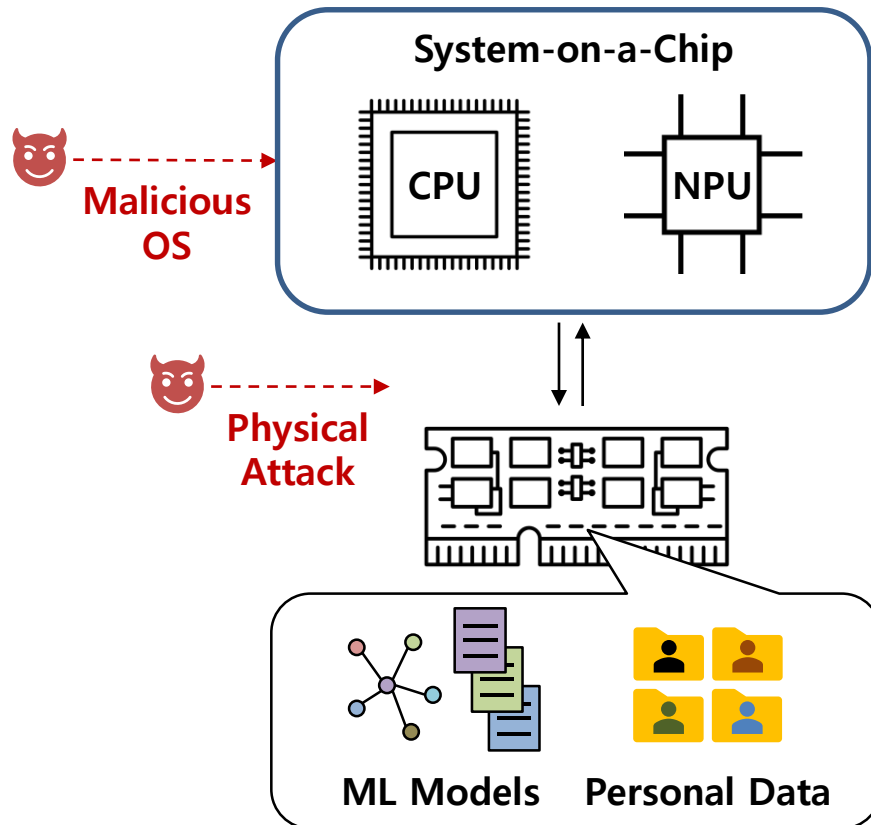 System-on-a-Chip
CPU
NPU
Malicious
OS
Physical
Attack
ML Models
Personal Data